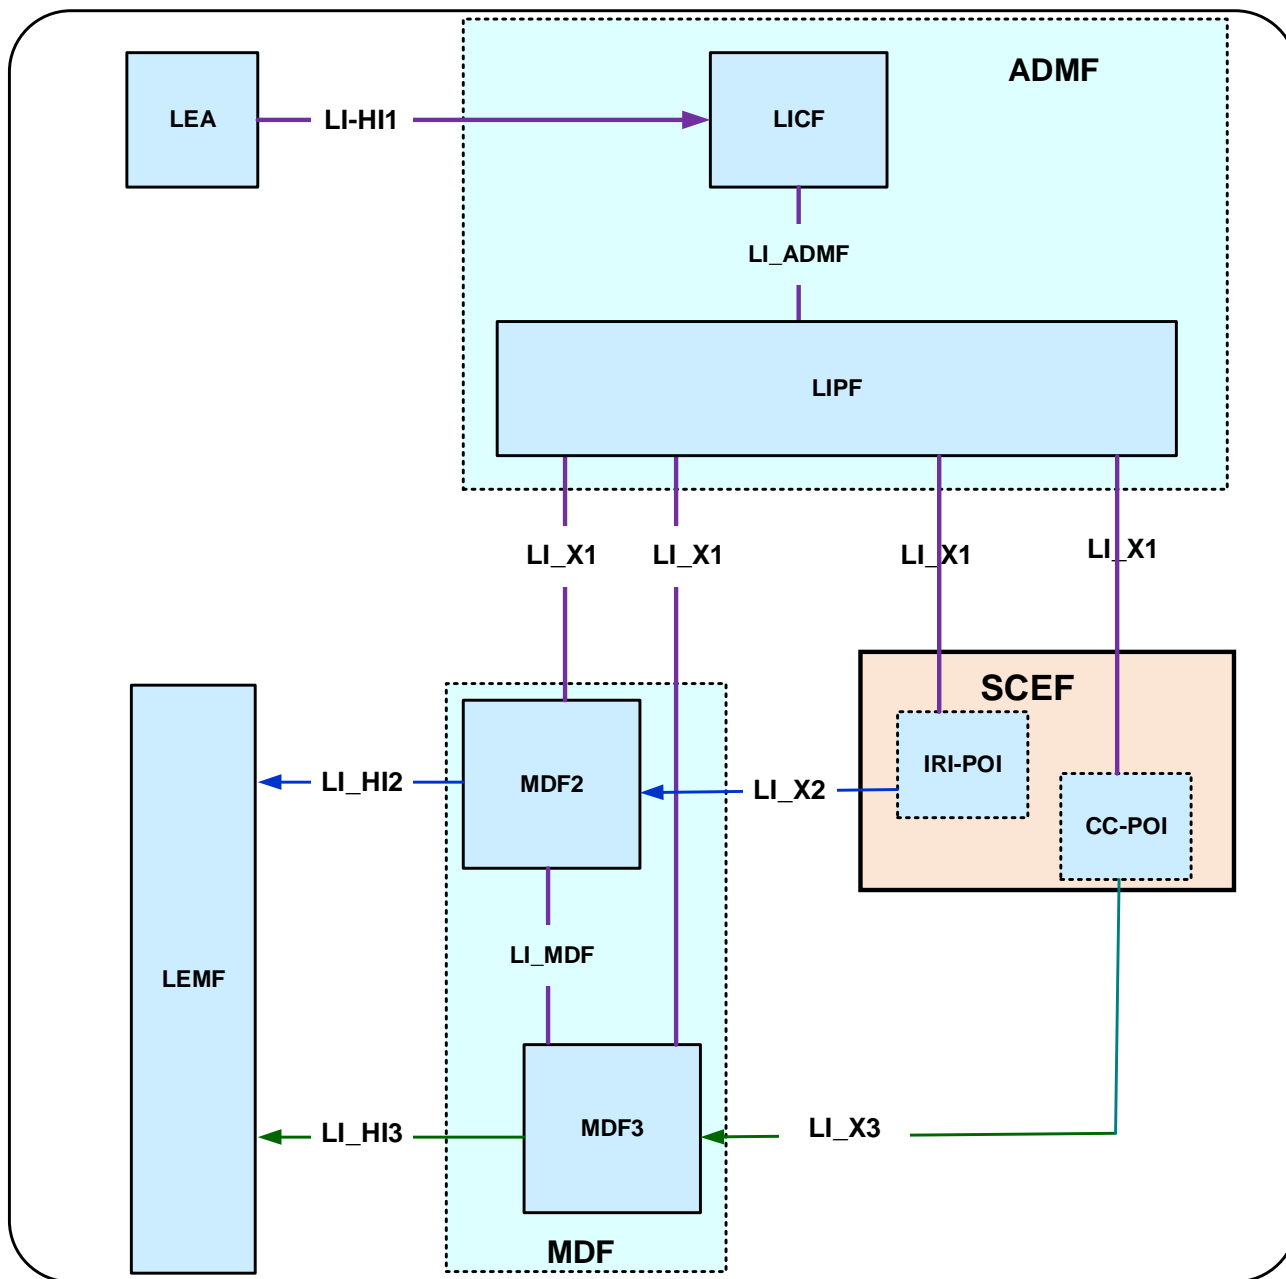 ADMF
LEA
LI-HI1
LICF
LI_ADMF
LIPF
LI_X1
LI_X1
LI_X1
LI_X1
SCEF
IRI-POI
MDF2
LI_HI2
LI_X2
CC-POI
LI_MDF
LEMF
MDF3
LI_HI3
LI_X3
MDF